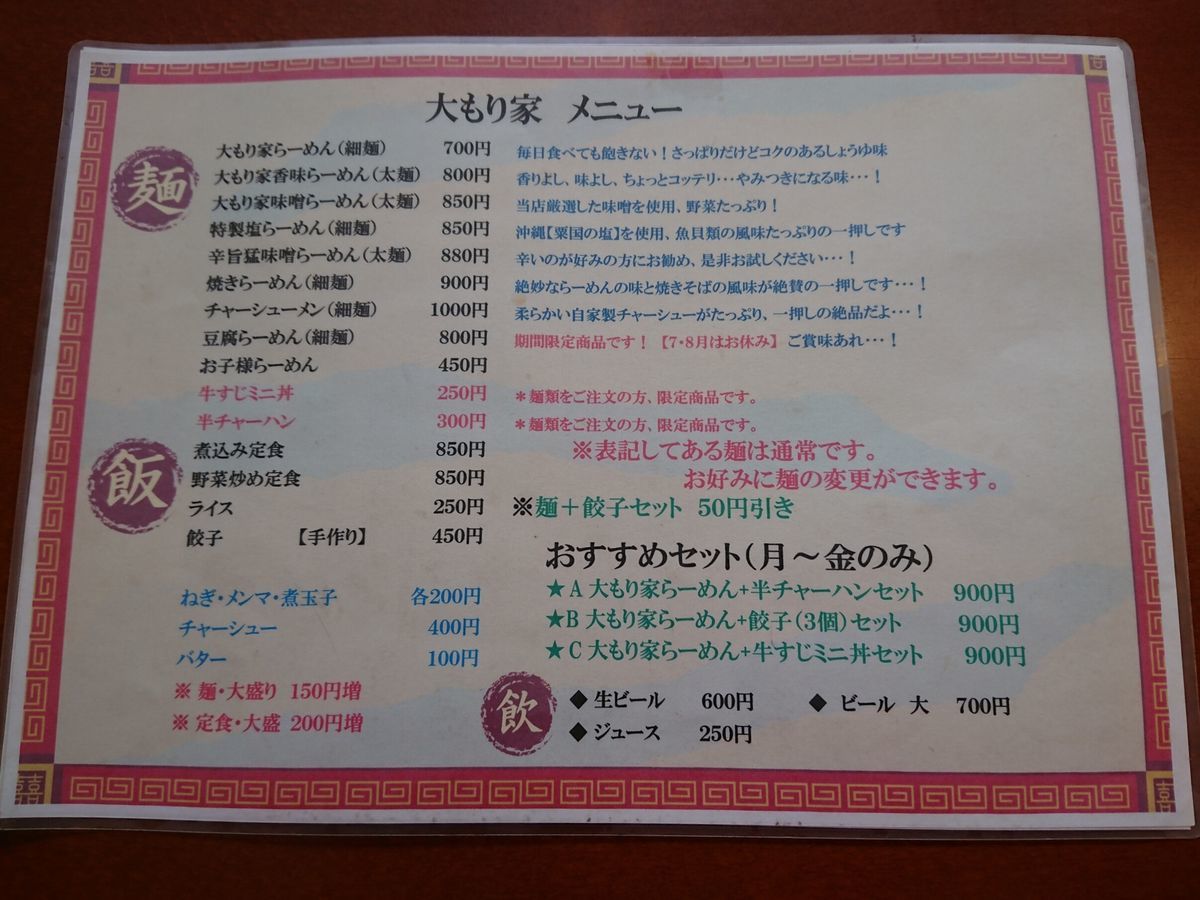 大もり家 メニュー
麺
大もり家らーめん（細麺） 700円 毎日食べても飽きない！さっぱりだけどコクのあるしょうゆ味
大もり家香味らーめん（太麺） 800円 香りよし、味よし、ちょっとコッテリ･･･やみつきになる味･･･！
大もり家味噌らーめん（太麺） 850円 当店厳選した味噌を使用、野菜たっぷり！
特製塩らーめん（細麺） 850円 沖縄【粟国の塩】を使用、魚貝類の風味たっぷりの一押しです
辛旨猛味噌らーめん（太麺） 880円 辛いのが好みの方にお勧め、是非お試しください･･･！
焼きらーめん（細麺） 900円 絶妙ならーめんの味と焼きそばの風味が絶賛の一押しです･･･！
チャーシューメン（細麺） 1000円 柔らかい自家製チャーシューがたっぷり、一押しの絶品だよ･･･！
豆腐らーめん（細麺） 800円 期間限定商品です！【7・8月はお休み】ご賞味あれ･･･！
お子様らーめん 450円
牛すじミニ丼 250円 ＊麺類をご注文の方、限定商品です。
半チャーハン 300円 ＊麺類をご注文の方、限定商品です。
飯
煮込み定食 850円
野菜炒め定食 850円
ライス 250円
餃子 【手作り】 450円
※表記してある麺は通常です。
お好みに麺の変更ができます。
※麺＋餃子セット 50円引き
おすすめセット（月～金のみ）
★A 大もり家らーめん+半チャーハンセット 900円
★B 大もり家らーめん+餃子（3個）セット 900円
★C 大もり家らーめん+牛すじミニ丼セット 900円
ねぎ・メンマ・煮玉子 各200円
チャーシュー 400円
バター 100円
※ 麺・大盛り 150円増
※ 定食・大盛 200円増
飲
◆ 生ビール 600円 ◆ ビール 大 700円
◆ ジュース 250円